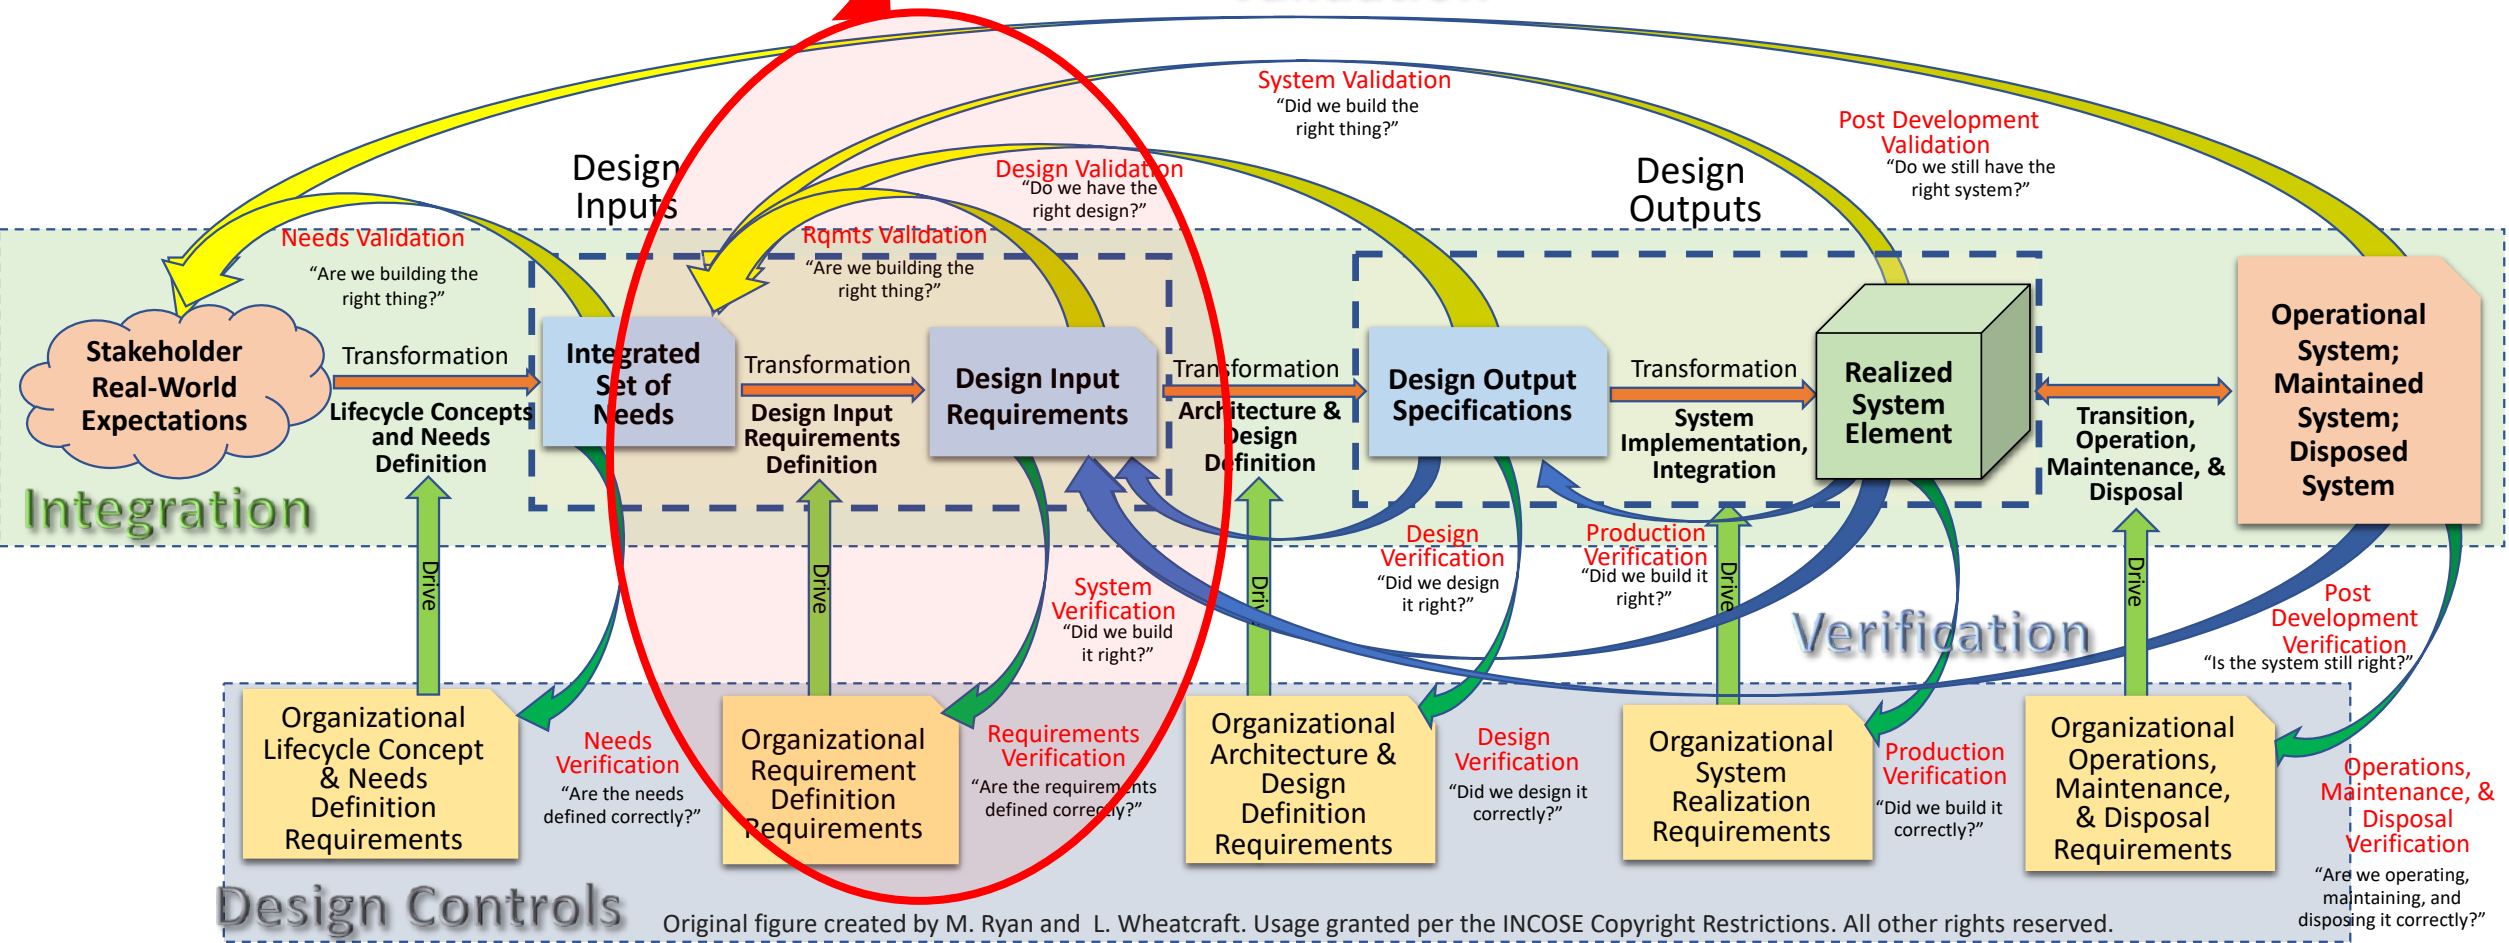 System Validation
“Did we build the
right thing?”
Post Development
Validation
“Do we still have the
right system?”
Design
Inputs
Design Validation
“Do we have the
right design?”
Design
Outputs
Needs Validation
“Are we building the
right thing?”
Rqmts Validation
“Are we building the
right thing?”
Stakeholder
Real-World
Expectations
Transformation
Lifecycle Concepts
and Needs
Definition
Integrated
Set of
Needs
Transformation
Design Input
Requirements
Definition
Design Input
Requirements
Transformation
Architecture &
Design
Definition
Design Output
Specifications
Transformation
System
Implementation,
Integration
Realized
System
Element
Transition,
Operation,
Maintenance, &
Disposal
Operational
System;
Maintained
System;
Disposed
System
Integration
Drive
Drive
Drive
Drive
Drive
System
Verification
“Did we build
it right?”
Design
Verification
“Did we design
it right?”
Production
Verification
“Did we build it
right?”
Verification
Post
Development
Verification
“Is the system still right?”
Organizational
Lifecycle Concept
& Needs
Definition
Requirements
Needs
Verification
“Are the needs
defined correctly?”
Organizational
Requirement
Definition
Requirements
Requirements
Verification
“Are the requirements
defined correctly?”
Organizational
Architecture &
Design
Definition
Requirements
Design
Verification
“Did we design it
correctly?”
Organizational
System
Realization
Requirements
Production
Verification
“Did we build it
correctly?”
Organizational
Operations,
Maintenance,
& Disposal
Requirements
Operations,
Maintenance, &
Disposal
Verification
“Are we operating,
maintaining, and
disposing it correctly?”
Design Controls
Original figure created by M. Ryan and L. Wheatcraft. Usage granted per the INCOSE Copyright Restrictions. All other rights reserved.